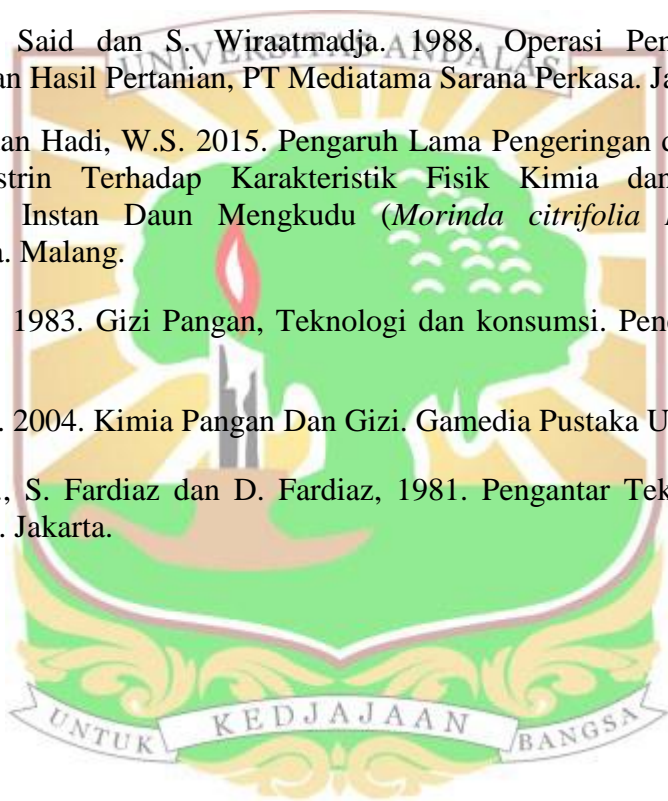 Said dan S. Wiraatmadja. 1988. Operasi Pen
UNIVERSITAS ANDALAS
an Hasil Pertanian, PT Mediatama Sarana Perkasa. Ja
an Hadi, W.S. 2015. Pengaruh Lama Pengeringan d
strin Terhadap Karakteristik Fisik Kimia dan
Instan Daun Mengkudu (Morinda citrifolia
a. Malang.
1983. Gizi Pangan, Teknologi dan konsumsi. Pen
. 2004. Kimia Pangan Dan Gizi. Gamedia Pustaka U
., S. Fardiaz dan D. Fardiaz, 1981. Pengantar Tek
. Jakarta.
UNTUK KEDJAJAAN BANGSA